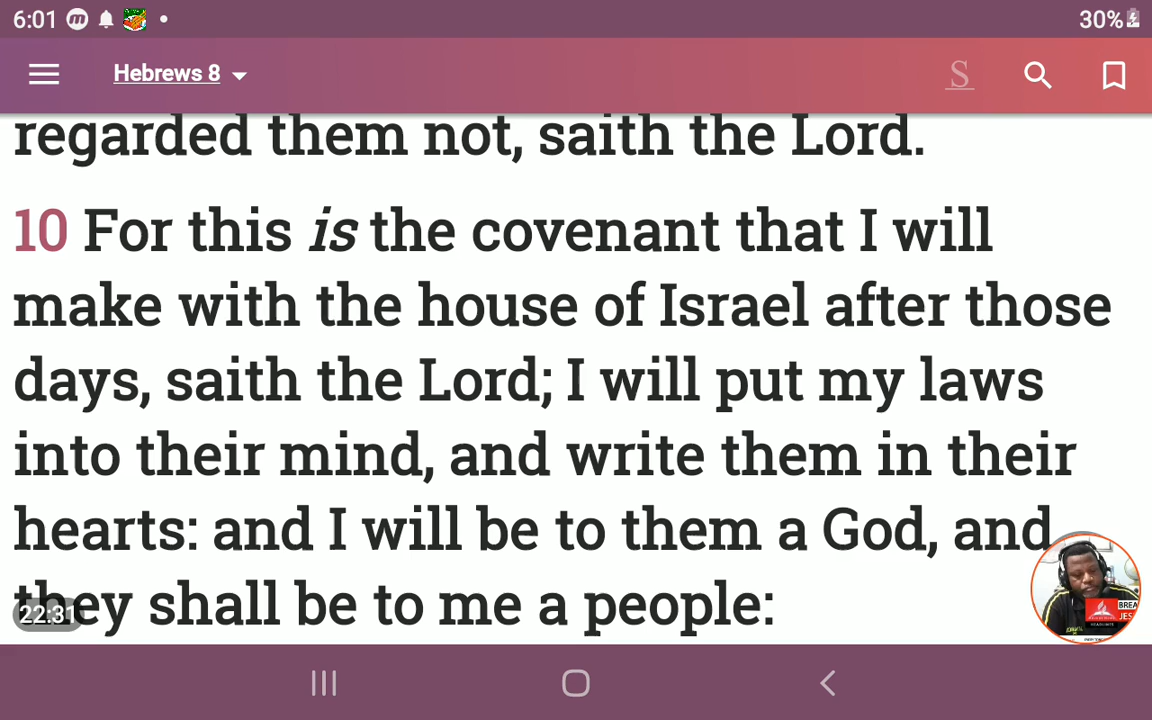 6:01
30%
Hebrews 8
S
regarded them not, saith the Lord.
10 For this is the covenant that I will
make with the house of Israel after those
days, saith the Lord; I will put my laws
into their mind, and write them in their
hearts: and I will be to them a God, and
they shall be to me a people:
22:31
BREA
JES